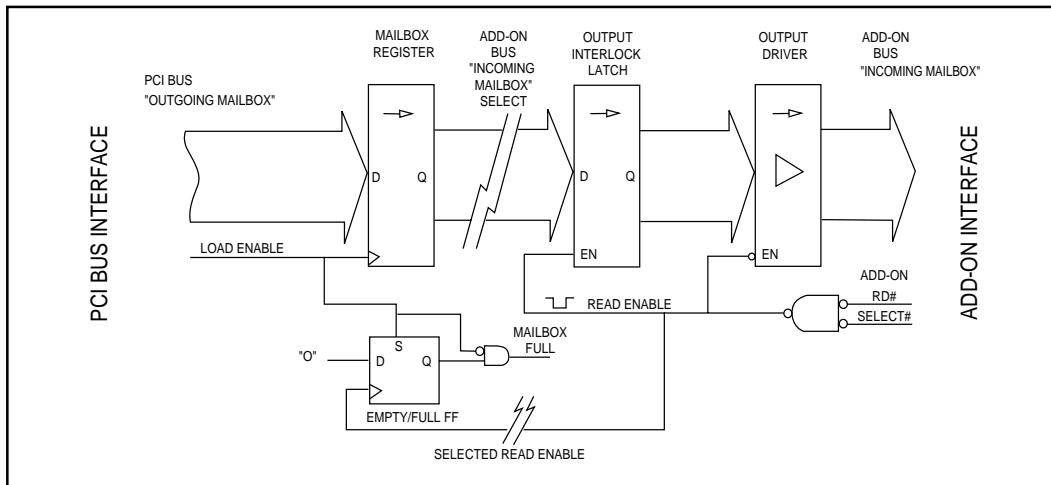 MAILBOX
REGISTER
ADD-ON
BUS
"INCOMING
MAILBOX"
SELECT
OUTPUT
INTERLOCK
LATCH
OUTPUT
DRIVER
ADD-ON
BUS
"INCOMING MAILBOX"
PCI BUS
"OUTGOING MAILBOX"
PCI BUS INTERFACE
D Q
D Q
ADD-ON INTERFACE
LOAD ENABLE
EN
EN
ADD-ON
RD#
SELECT#
READ ENABLE
MAILBOX
FULL
"O"
S
D Q
EMPTY/FULL FF
SELECTED READ ENABLE